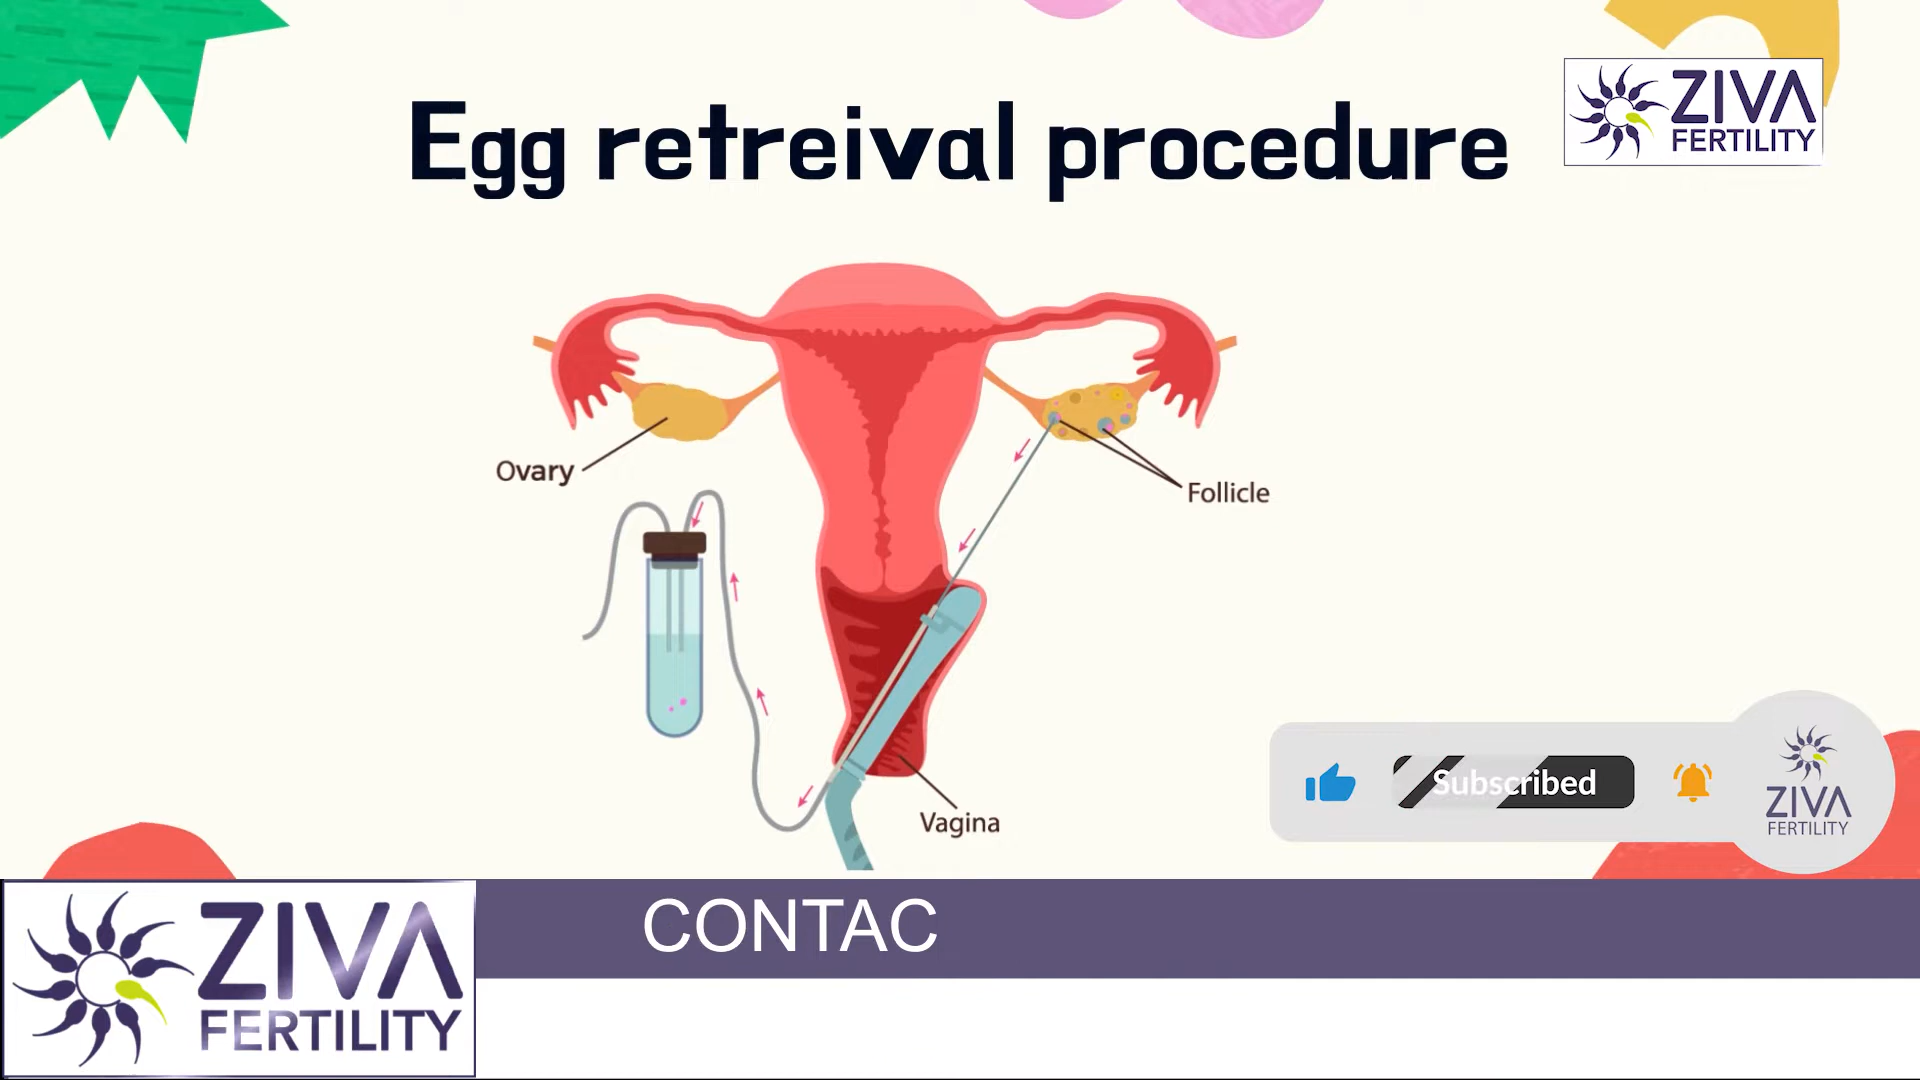 Egg retreival procedure
ZIVA
FERTILITY
Ovary
Follicle
Vagina
Subscribed
ZIVA
FERTILITY
CONTAC
ZIVA
FERTILITY